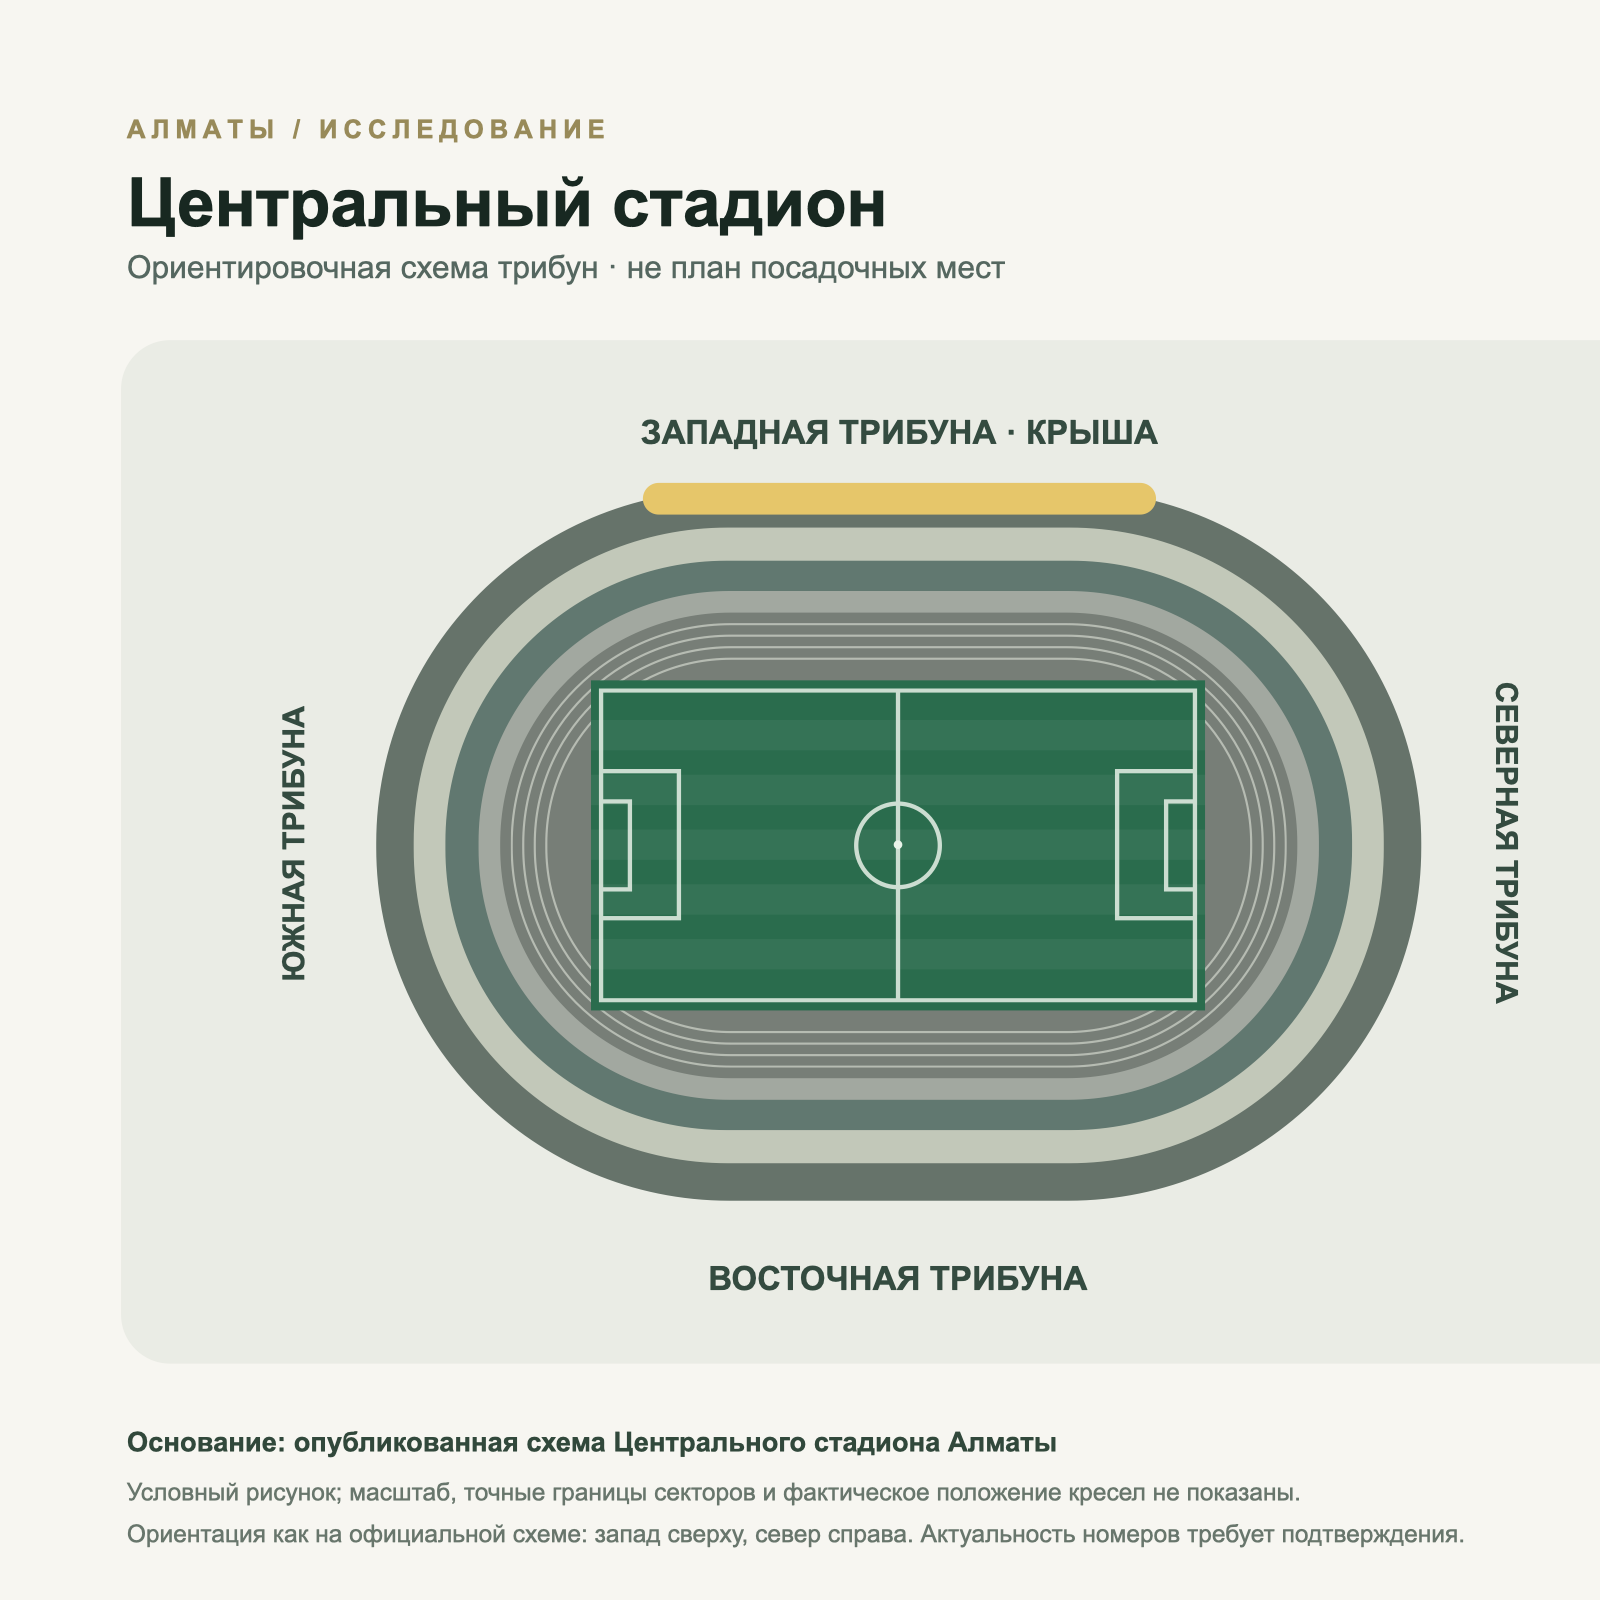 АЛМАТЫ / ИССЛЕДОВАНИЕ
Центральный стадион
Ориентировочная схема трибун · не план посадочных мест
ЗАПАДНАЯ ТРИБУНА · КРЫША
ЮЖНАЯ ТРИБУНА
СЕВЕРНАЯ ТРИБУНА
ВОСТОЧНАЯ ТРИБУНА
Основание: опубликованная схема Центрального стадиона Алматы
Условный рисунок; масштаб, точные границы секторов и фактическое положение кресел не показаны.
Ориентация как на официальной схеме: запад сверху, север справа. Актуальность номеров требует подтверждения.